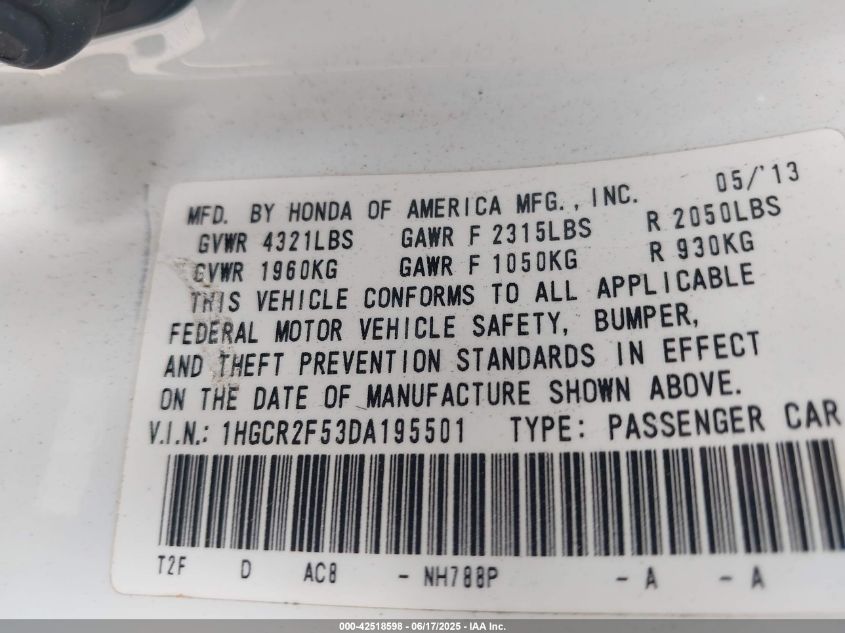 MFD. BY HONDA OF AMERICA MFG., INC. 05/'13
GVWR 4321LBS GAWR F 2315LBS R 2050LBS
GVWR 1960KG GAWR F 1050KG R 930KG
THIS VEHICLE CONFORMS TO ALL APPLICABLE
FEDERAL MOTOR VEHICLE SAFETY, BUMPER,
AND THEFT PREVENTION STANDARDS IN EFFECT
ON THE DATE OF MANUFACTURE SHOWN ABOVE.
V.I.N.: 1HGCR2F53DA195501 TYPE: PASSENGER CAR
T2F D AC8 - NH788P - A - A
000-42518598 - 06/17/2025 - IAA Inc.